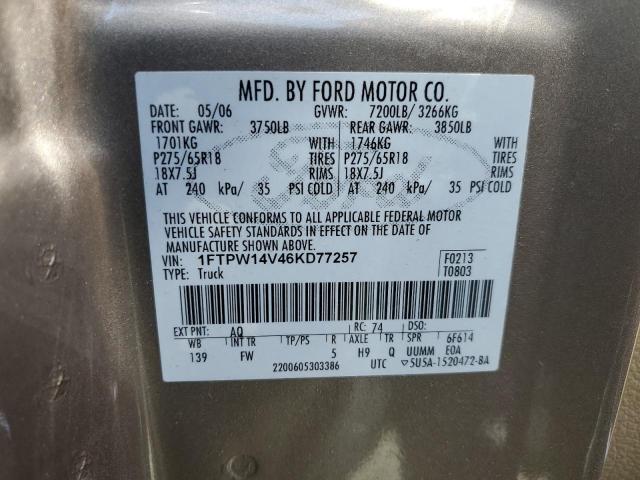 MFD. BY FORD MOTOR CO.
DATE: 05/06 GVWR: 7200LB/ 3266KG
FRONT GAWR: 3750LB REAR GAWR: 3850LB
1701KG WITH 1746KG WITH
P275/65R18 TIRES P275/65R18 TIRES
18X7.5J RIMS 18X7.5J RIMS
AT 240 kPa/ 35 PSI COLD AT 240 kPa/ 35 PSI COLD
THIS VEHICLE CONFORMS TO ALL APPLICABLE FEDERAL MOTOR
VEHICLE SAFETY STANDARDS IN EFFECT ON THE DATE OF
MANUFACTURE SHOWN ABOVE.
VIN: 1FTPW14V46KD77257 F0213
TYPE: Truck T0803
EXT PNT: AQ RC: 74 DSO:
WB INT TR TP/PS R AXLE TR SPR 6F614
139 FW 5 H9 Q UUMM EOA
2200605303386 UTC 5U5A-1520472-BA
Ford